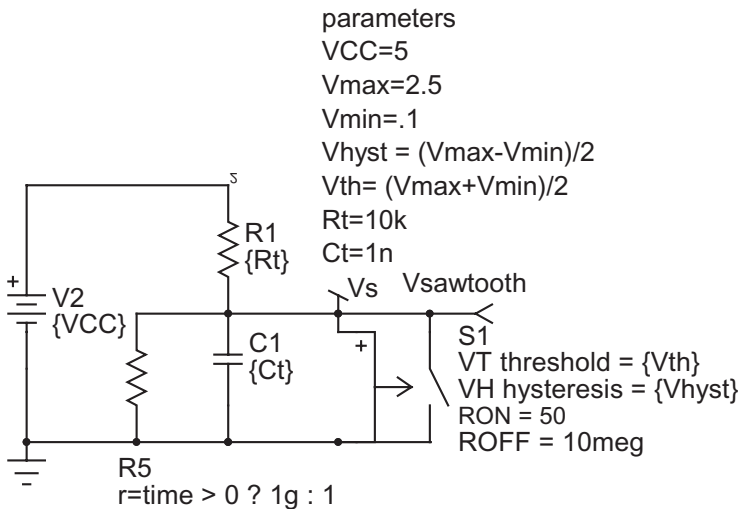 parameters
VCC=5
Vmax=2.5
Vmin=.1
Vhyst = (Vmax-Vmin)/2
Vth= (Vmax+Vmin)/2
Rt=10k
Ct=1n
2
R1
{Rt}
+
V2
{VCC}
C1
{Ct}
Vs
Vsawtooth
+
S1
VT threshold = {Vth}
VH hysteresis = {Vhyst}
RON = 50
ROFF = 10meg
R5
r=time > 0 ? 1g : 1